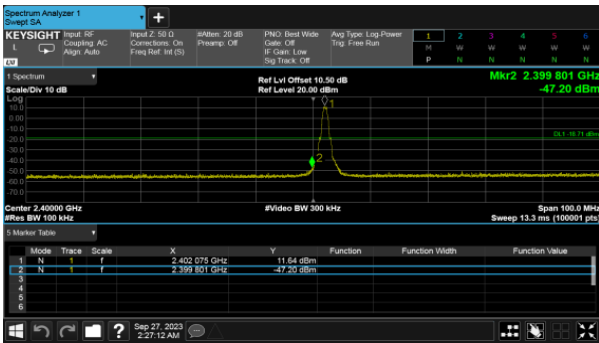 Spectrum Analyzer 1
Swept SA
+
KEYSIGHT Input: RF Input Z: 50 Ω #Atten: 20 dB PNO: Best Wide Avg Type: Log-Power 1 2 3 4 5 6
L Coupling: AC Corrections: On Preamp: Off Gate: Off Trig: Free Run M W W W W W
Align: Auto Freq Ref: Int (S) IF Gain: Low P N N N N N
Sig Track: Off
1 Spectrum
Ref Lvl Offset 10.50 dB Mkr2 2.399 801 GHz
Scale/Div 10 dB Ref Level 20.00 dBm -47.20 dBm
Log
10.0 1
0.00
-10.0
DL1 -18.71 dBm
-20.0
-30.0
-40.0 2
-50.0
-60.0
-70.0
Center 2.40000 GHz #Video BW 300 kHz Span 100.0 MHz
#Res BW 100 kHz Sweep 13.3 ms (100001 pts)
5 Marker Table
Mode Trace Scale X Y Function Function Width Function Value
1 N 1 f 2.402 075 GHz 11.64 dBm
2 N 1 f 2.399 801 GHz -47.20 dBm
3
4
5
6
? Sep 27, 2023
2:27:12 AM